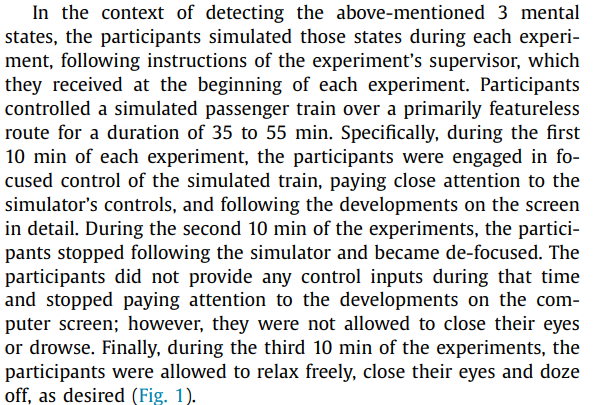 In the context of detecting the above-mentioned 3 mental
states, the participants simulated those states during each experi-
ment, following instructions of the experiment's supervisor, which
they received at the beginning of each experiment. Participants
controlled a simulated passenger train over a primarily featureless
route for a duration of 35 to 55 min. Specifically, during the first
10 min of each experiment, the participants were engaged in fo-
cused control of the simulated train, paying close attention to the
simulator's controls, and following the developments on the screen
in detail. During the second 10 min of the experiments, the partici-
pants stopped following the simulator and became de-focused. The
participants did not provide any control inputs during that time
and stopped paying attention to the developments on the com-
puter screen; however, they were not allowed to close their eyes
or drowse. Finally, during the third 10 min of the experiments, the
participants were allowed to relax freely, close their eyes and doze
off, as desired (Fig. 1).